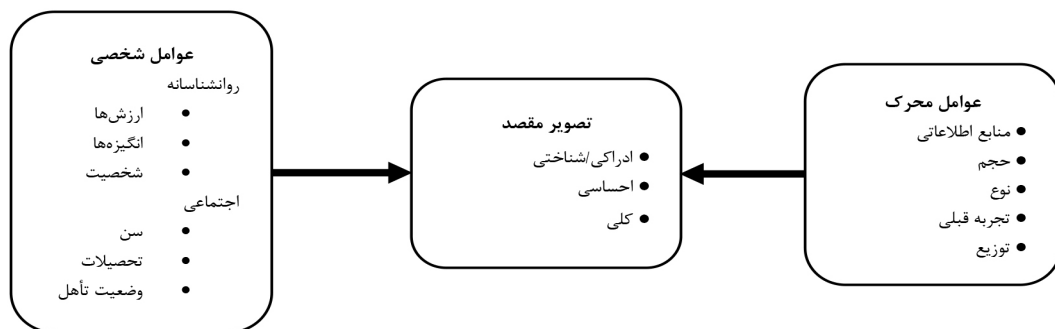 عوامل محرک
• منابع اطلاعاتی
• حجم
• نوع
• تجربه قبلی
• توزیع
تصویر مقصد
• ادراکی/شناختی
• احساسی
• کلی
عوامل شخصی
روانشناسانه
• ارزش‌ها
• انگیزه‌ها
• شخصیت
اجتماعی
• سن
• تحصیلات
• وضعیت تأهل